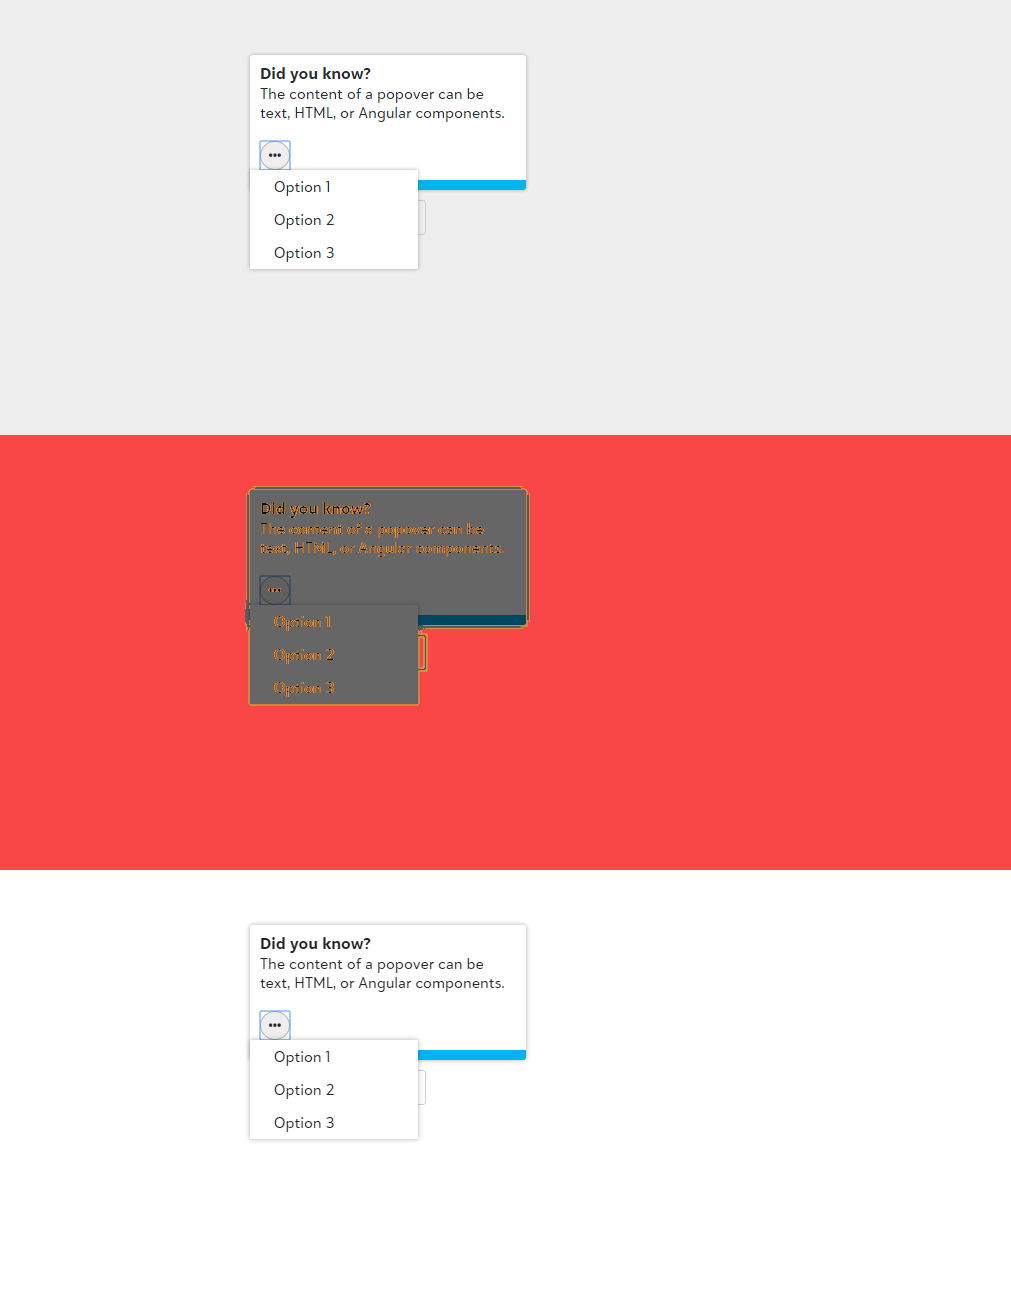 Did you know?
The content of a popover can be
text, HTML, or Angular components.
Option 1
Option 2
Option 3
Did you know?
The content of a popover can be
text, HTML, or Angular components.
Option 1
Option 2
Option 3
Did you know?
The content of a popover can be
text, HTML, or Angular components.
Option 1
Option 2
Option 3